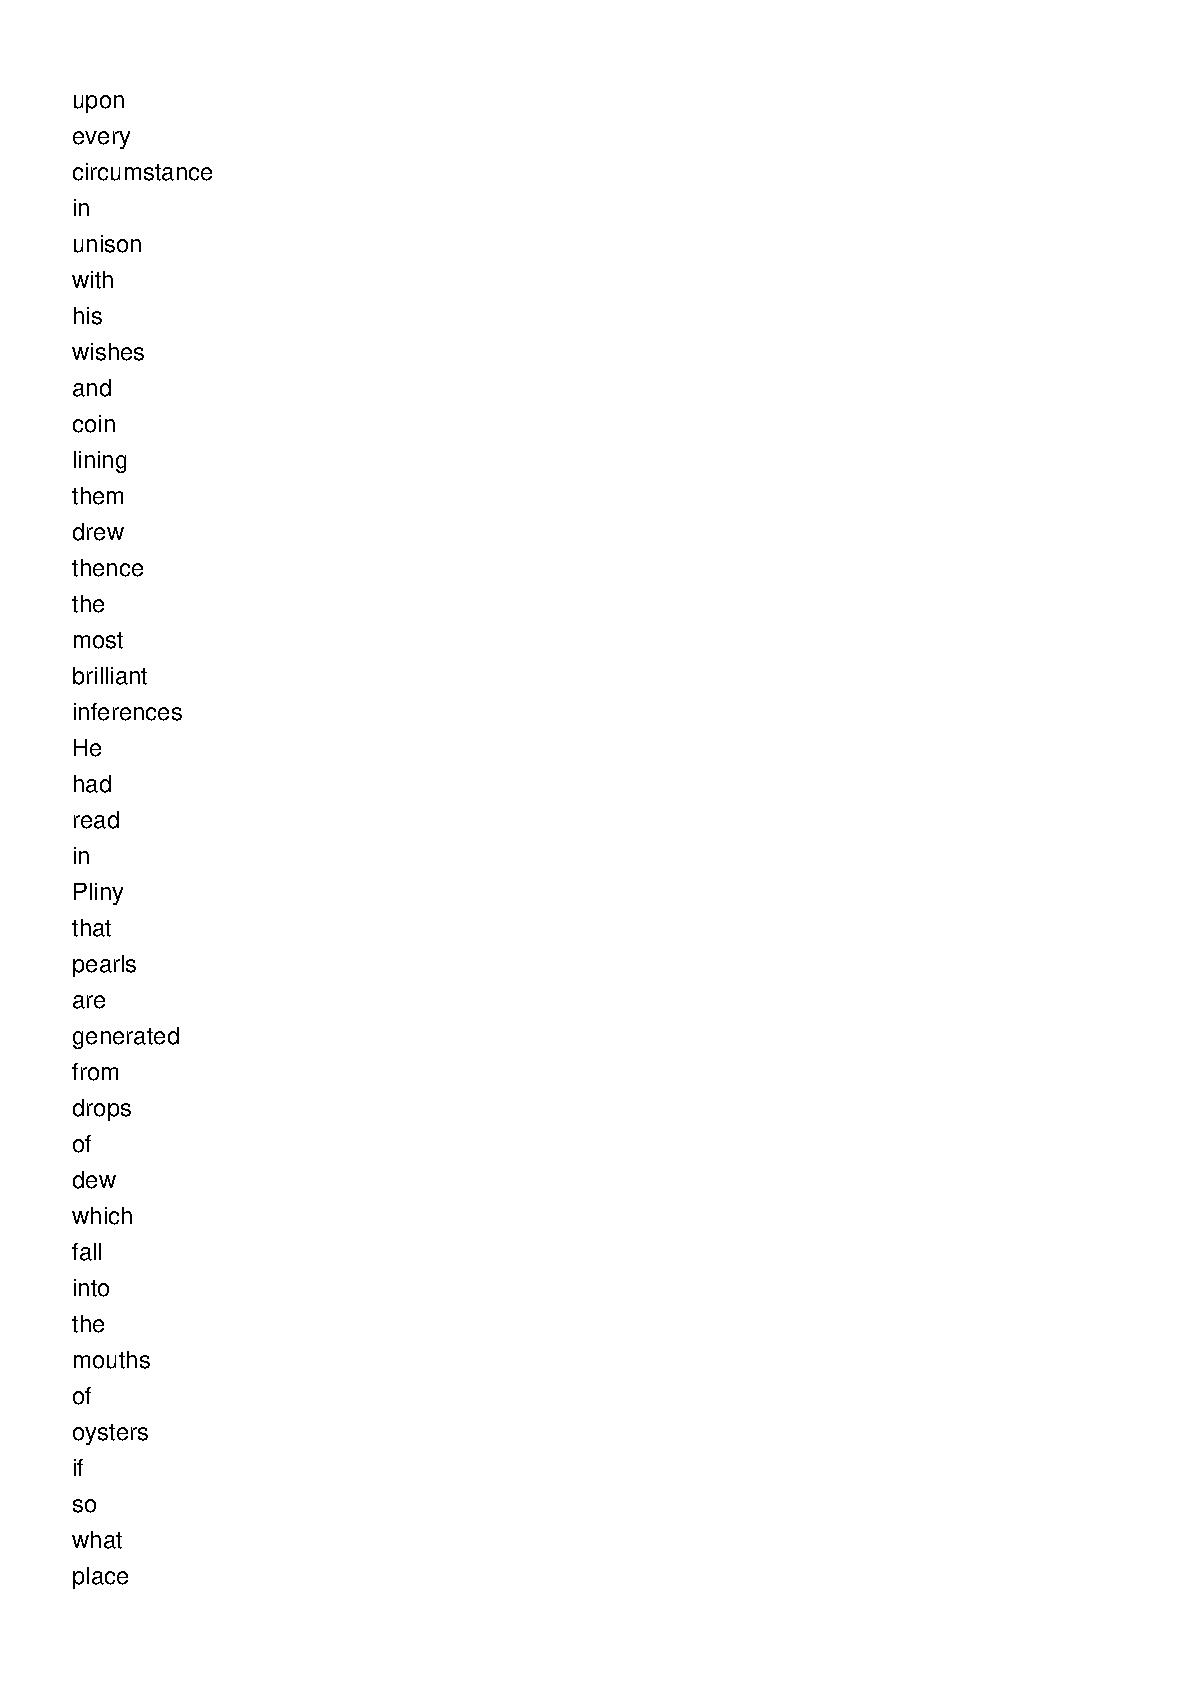 upon
every
circumstance
in
unison
with
his
wishes
and
coin
lining
them
drew
thence
the
most
brilliant
inferences
He
had
read
in
Pliny
that
pearls
are
generated
from
drops
of
dew
which
fall
into
the
mouths
of
oysters
if
so
what
place